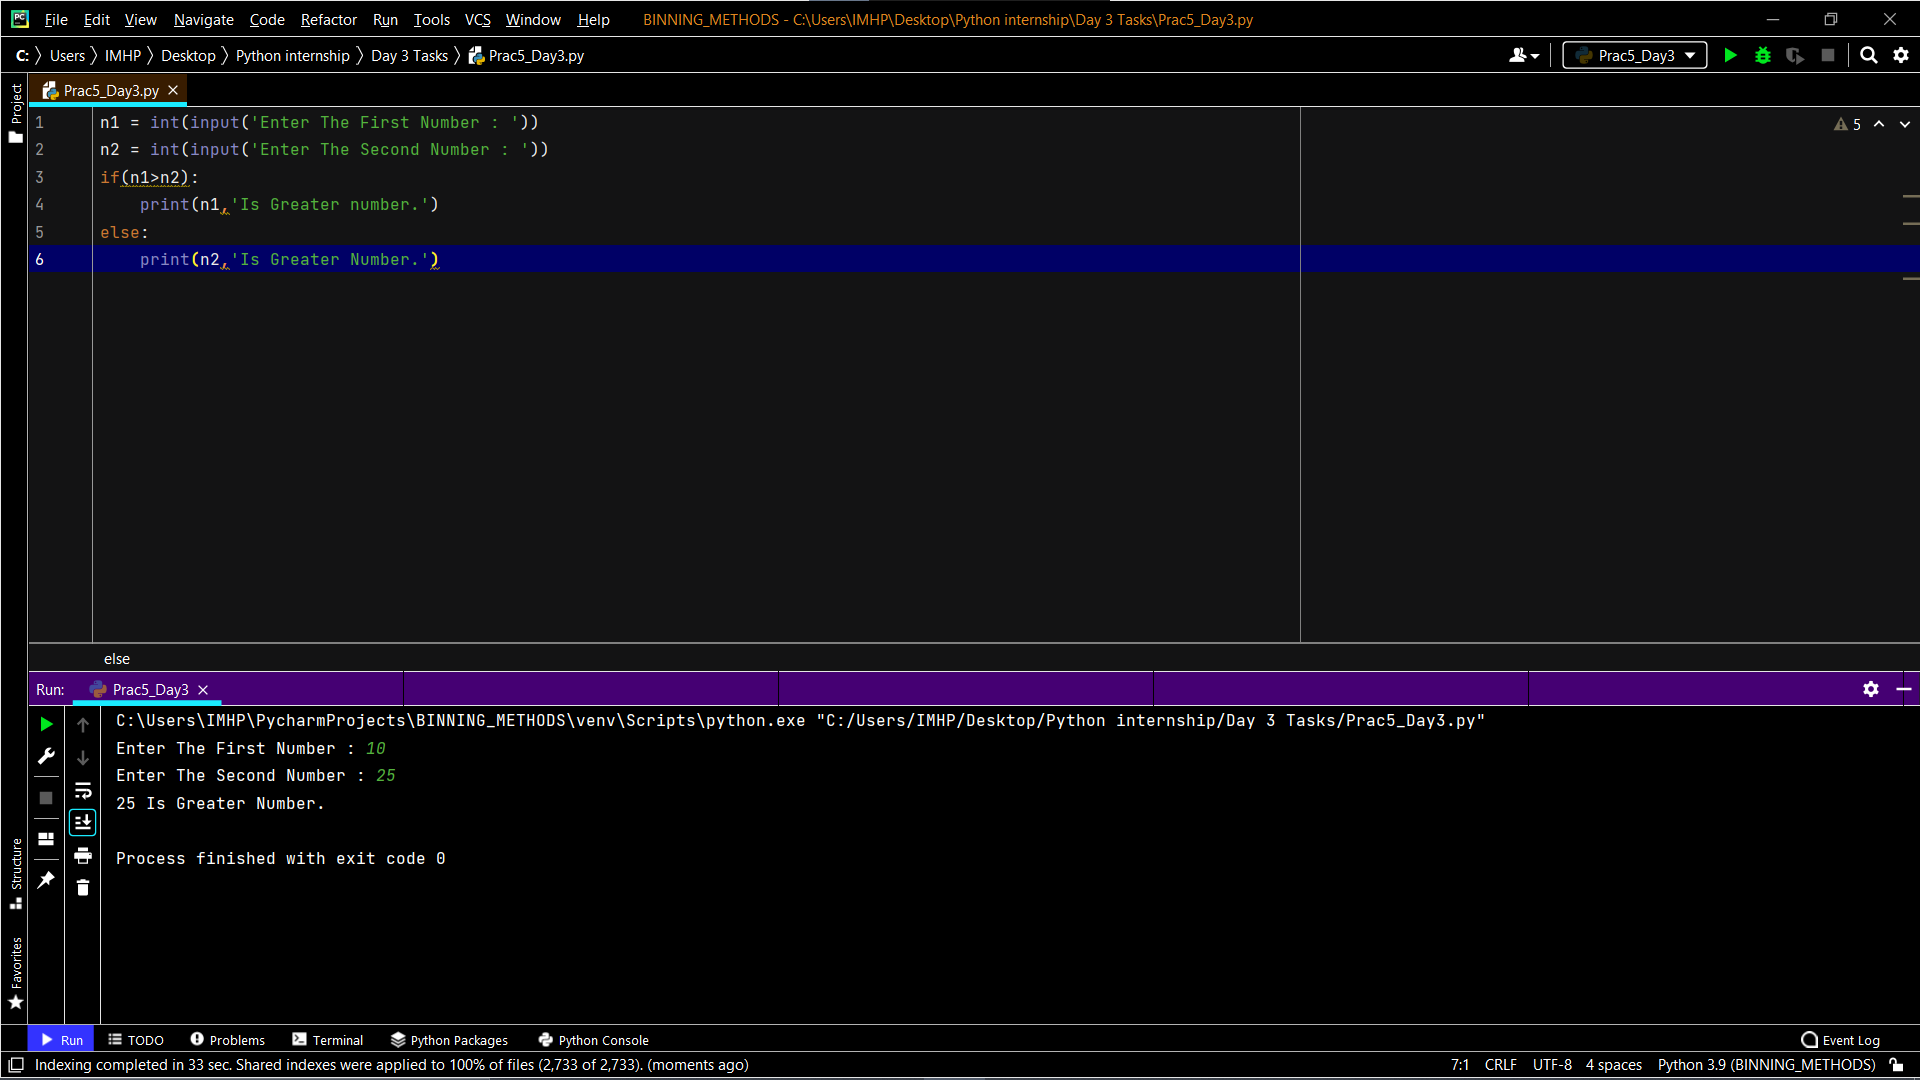 PC File Edit View Navigate Code Refactor Run Tools VCS Window Help BINNING_METHODS - C:\Users\IMHP\Desktop\Python internship\Day 3 Tasks\Prac5_Day3.py
C: Users IMHP Desktop Python internship Day 3 Tasks Prac5_Day3.py Prac5_Day3
Project
Prac5_Day3.py
1 n1 = int(input('Enter The First Number : '))
5
2 n2 = int(input('Enter The Second Number : '))
3 if(n1>n2):
4     print(n1,'Is Greater number.')
5 else:
6     print(n2,'Is Greater Number.')
else
Run: Prac5_Day3
C:\Users\IMHP\PycharmProjects\BINNING_METHODS\venv\Scripts\python.exe "C:/Users/IMHP/Desktop/Python internship/Day 3 Tasks/Prac5_Day3.py"
Enter The First Number : 10
Enter The Second Number : 25
25 Is Greater Number.
Process finished with exit code 0
Structure
Favorites
Run TODO Problems Terminal Python Packages Python Console Event Log
Indexing completed in 33 sec. Shared indexes were applied to 100% of files (2,733 of 2,733). (moments ago) 7:1 CRLF UTF-8 4 spaces Python 3.9 (BINNING_METHODS)